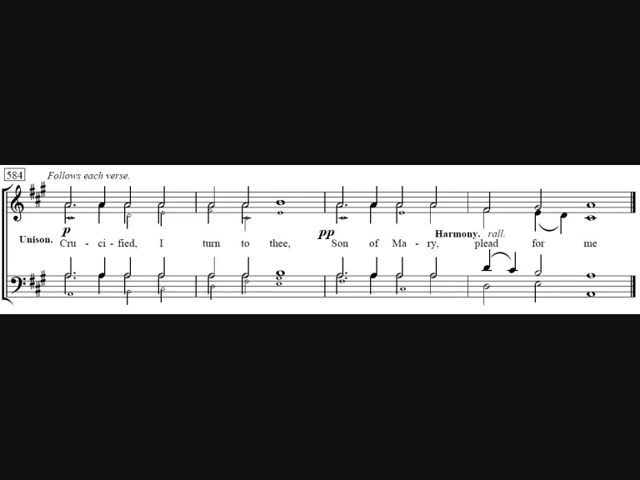 584 Follows each verse.
p pp Harmony. rall.
Unison. Cru - ci - fied, I turn to thee, Son of Ma - ry, plead for me